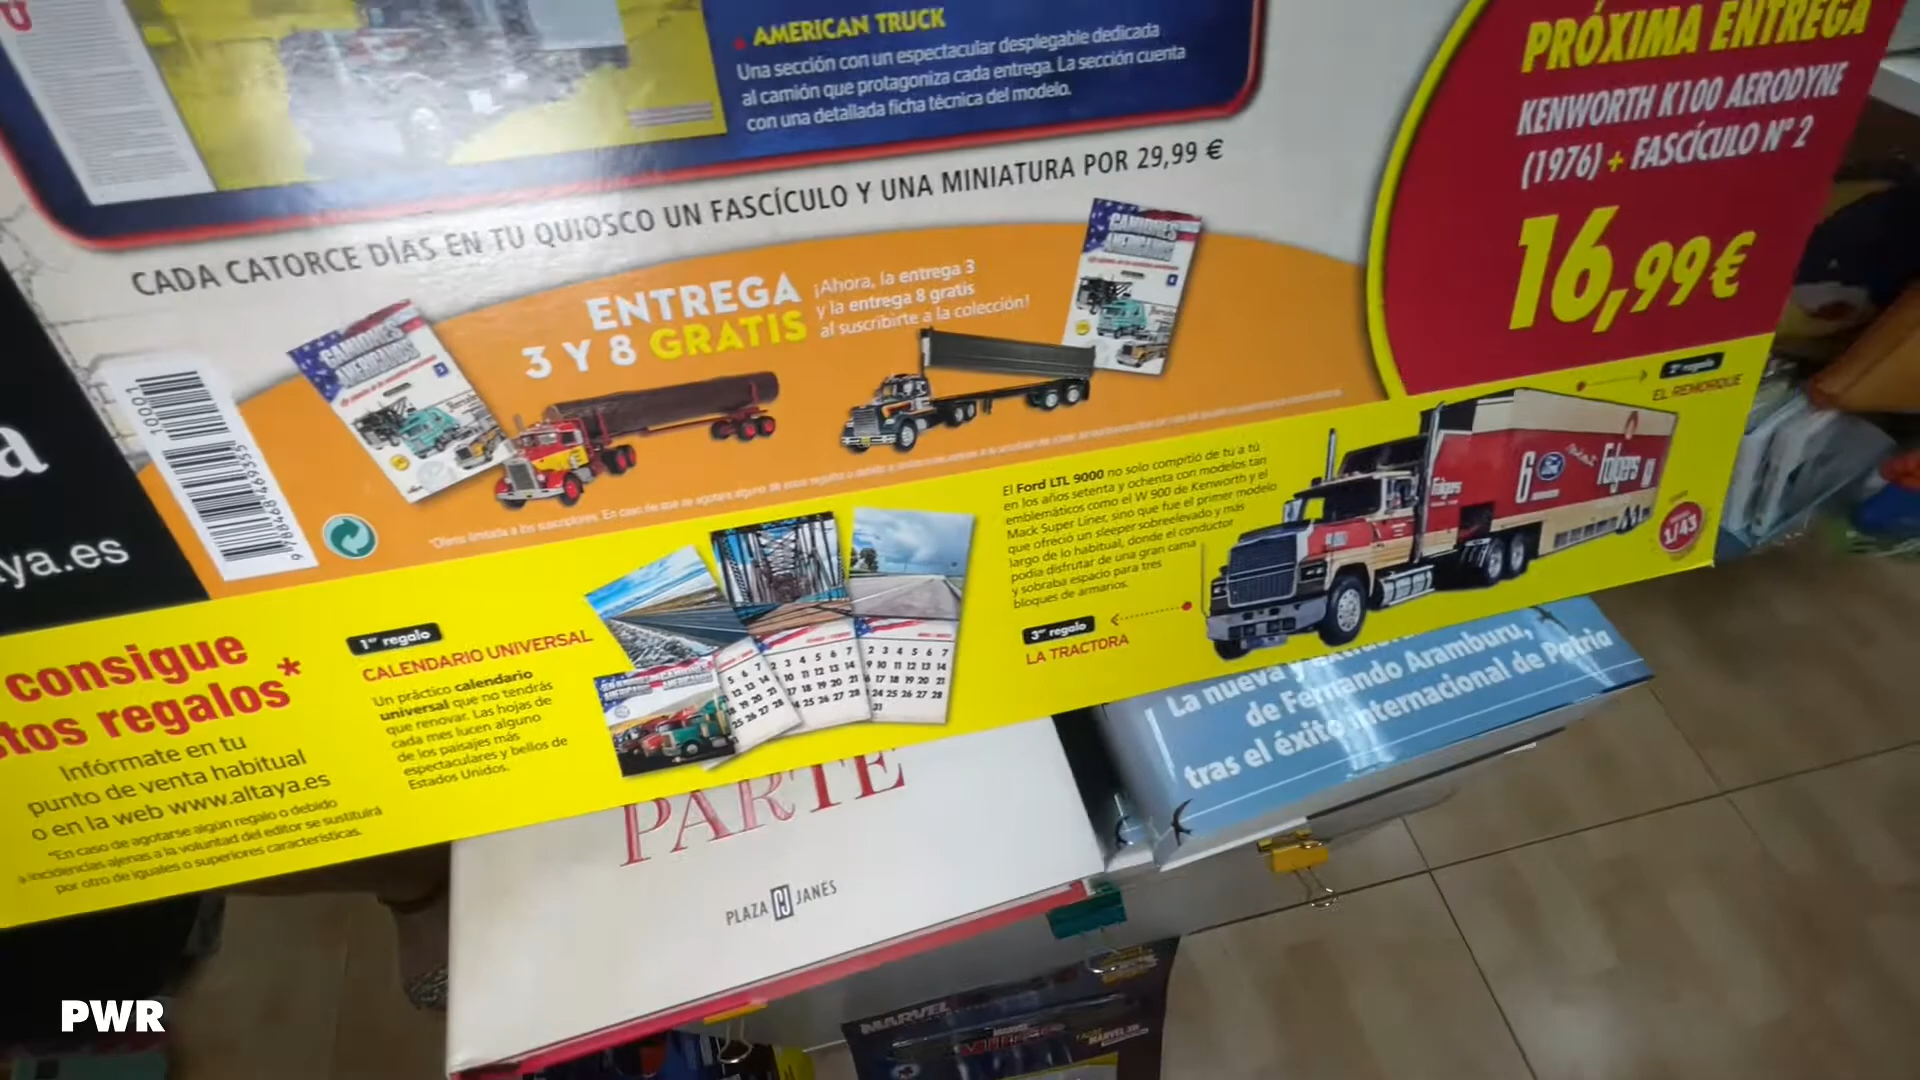 AMERICAN TRUCK
Una sección con un espectacular desplegable dedicada
al camión que protagoniza cada entrega. La sección cuenta
con una detallada ficha técnica del modelo.
PRÓXIMA ENTREGA
KENWORTH K100 AERODYNE
(1976) + FASCÍCULO Nº 2
16,99€
CADA CATORCE DÍAS EN TU QUIOSCO UN FASCÍCULO Y UNA MINIATURA POR 29,99 €
ENTREGA
3 Y 8 GRATIS
¡Ahora, la entrega 3
y la entrega 8 gratis
al suscribirte a la colección!
CAMIONES
AMERICANOS
CAMIONES
AMERICANOS
10001
9788468469355
a
ya.es
2º regalo
EL REMOLQUE
Folgers
6
Ford
Folgers
1/43
El Ford LTL 9000 no solo compitió de tú a tú
en los años setenta y ochenta con modelos tan
emblemáticos como el W 900 de Kenworth y el
Mack Super Liner, sino que fue el primer modelo
que ofreció un sleeper sobreelevado y más
largo de lo habitual, donde el conductor
podía disfrutar de una gran cama
y sobraba espacio para tres
bloques de armarios.
3er regalo
LA TRACTORA
consigue
stos regalos*
Infórmate en tu
punto de venta habitual
o en la web www.altaya.es
*En caso de agotarse algún regalo o debido
a incidencias ajenas a la voluntad del editor se sustituirá
por otro de iguales o superiores características.
1er regalo
CALENDARIO UNIVERSAL
Un práctico calendario
universal que no tendrás
que renovar. Las hojas de
cada mes lucen alguno
de los paisajes más
espectaculares y bellos de
Estados Unidos.
La nueva y
de Fernando Aramburu,
tras el éxito internacional de Patria
PARTE
PLAZA PJ JANÉS
MARVEL
MARVEL
PWR